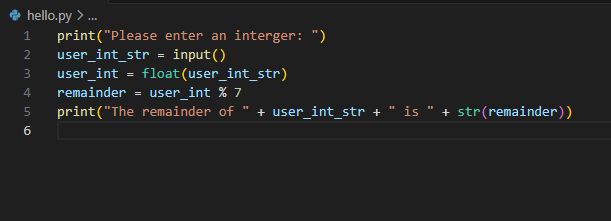 hello.py > ...
1 print("Please enter an interger: ")
2 user_int_str = input()
3 user_int = float(user_int_str)
4 remainder = user_int % 7
5 print("The remainder of " + user_int_str + " is " + str(remainder))
6